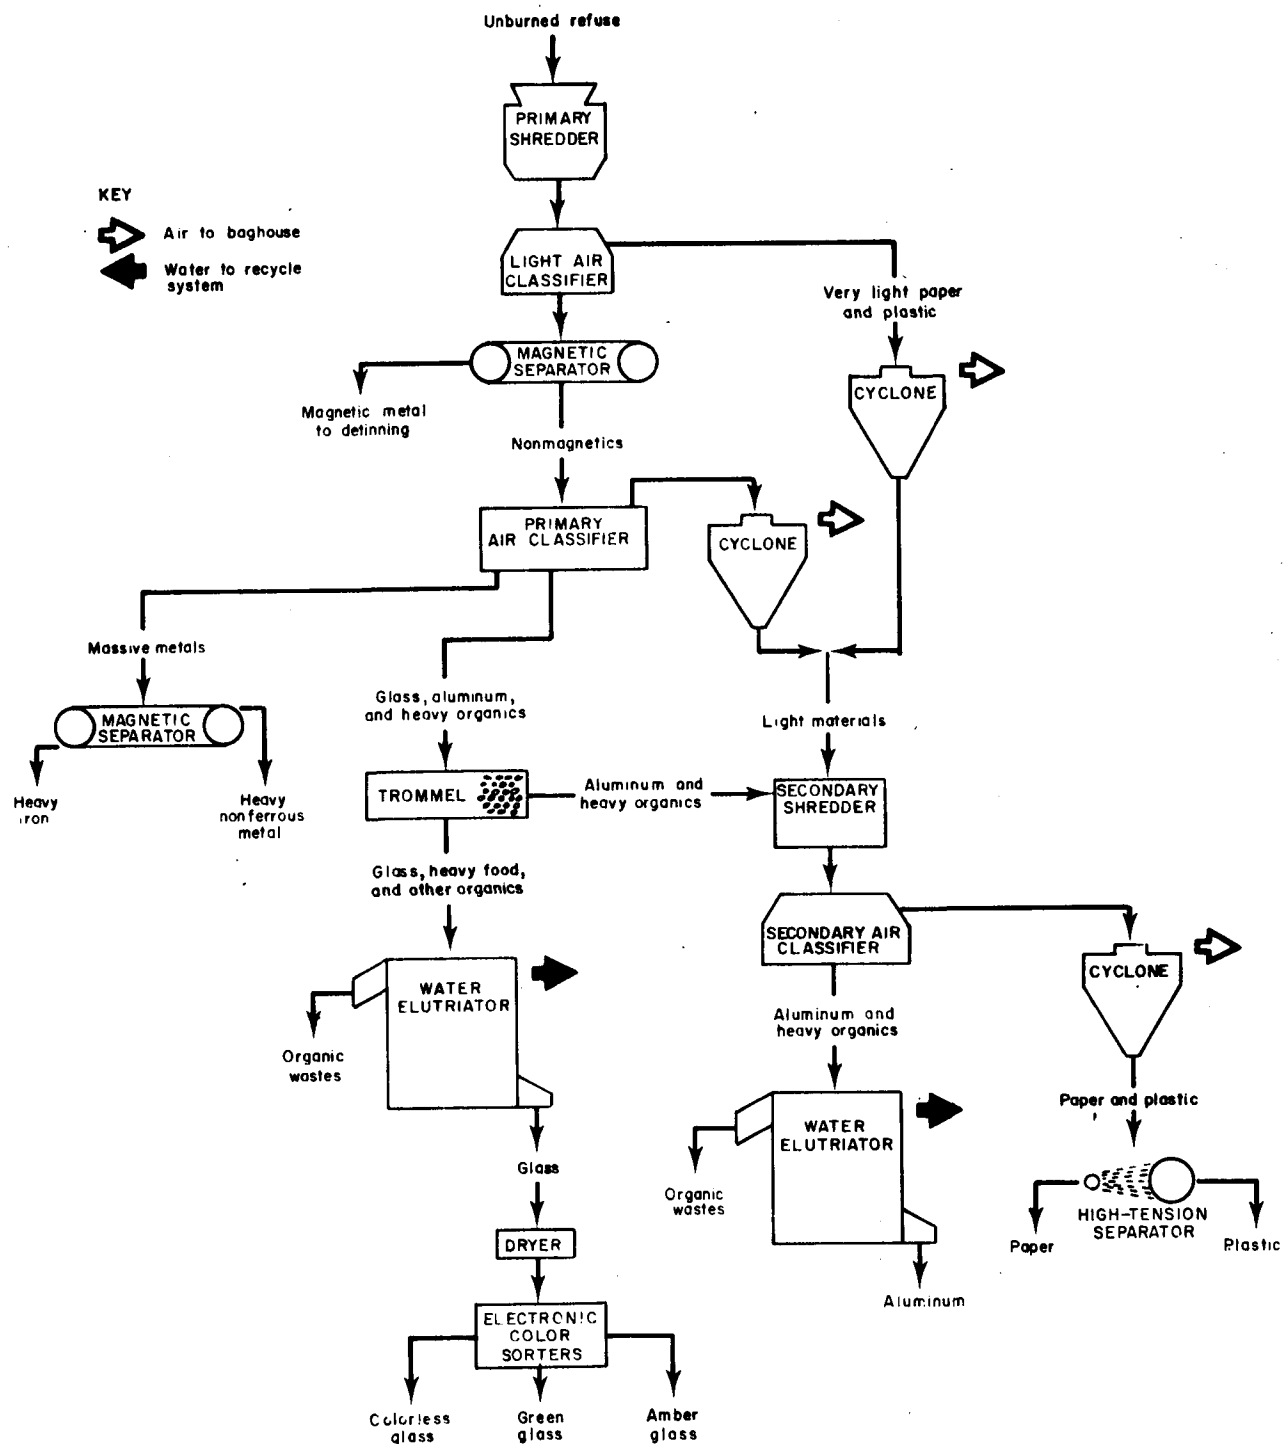 Unburned refuse
PRIMARY
SHREDDER
KEY
Air to baghouse
Water to recycle
system
LIGHT AIR
CLASSIFIER
Very light paper
and plastic
MAGNETIC
SEPARATOR
CYCLONE
Magnetic metal
to detinning
Nonmagnetics
PRIMARY
AIR CLASSIFIER
CYCLONE
Massive metals
MAGNETIC
SEPARATOR
Heavy
iron
Heavy
nonferrous
metal
Glass, aluminum,
and heavy organics
Light materials
TROMMEL
Aluminum and
heavy organics
SECONDARY
SHREDDER
Glass, heavy food,
and other organics
SECONDARY AIR
CLASSIFIER
CYCLONE
WATER
ELUTRIATOR
Organic
wastes
Aluminum and
heavy organics
Paper and plastic
WATER
ELUTRIATOR
Organic
wastes
Glass
HIGH-TENSION
SEPARATOR
Paper
Plastic
DRYER
Aluminum
ELECTRONIC
COLOR
SORTERS
Colorless
glass
Green
glass
Amber
glass